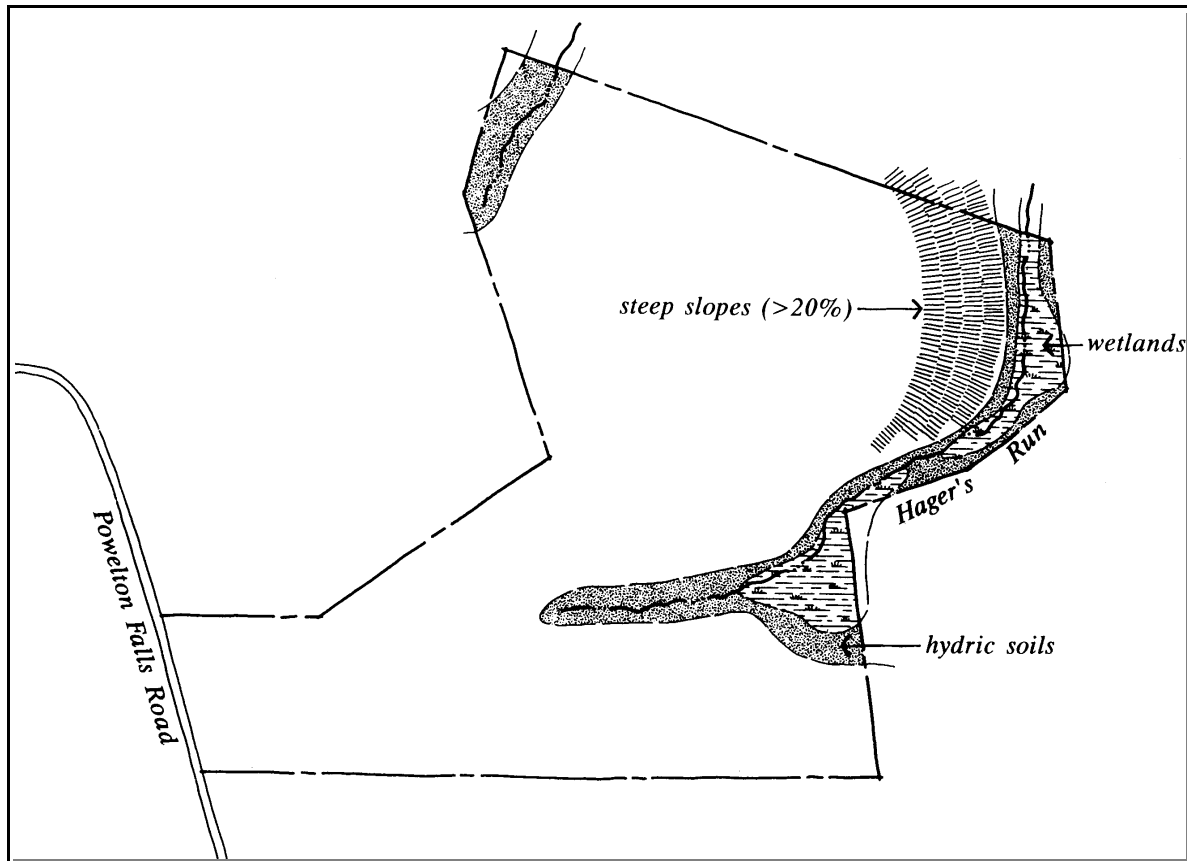 steep slopes (>20%)
wetlands
Hager's Run
Powelton Falls Road
hydric soils